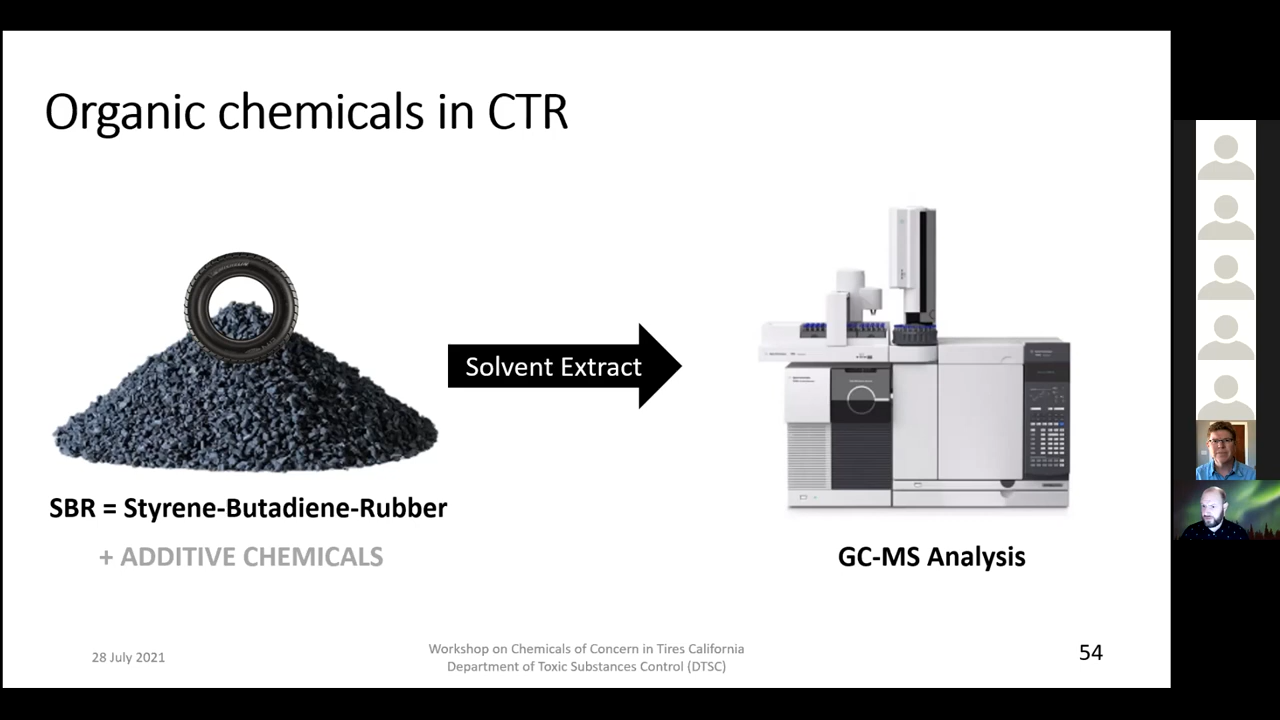 Organic chemicals in CTR
Solvent Extract
SBR = Styrene-Butadiene-Rubber
+ ADDITIVE CHEMICALS
GC-MS Analysis
28 July 2021
Workshop on Chemicals of Concern in Tires California
Department of Toxic Substances Control (DTSC)
54